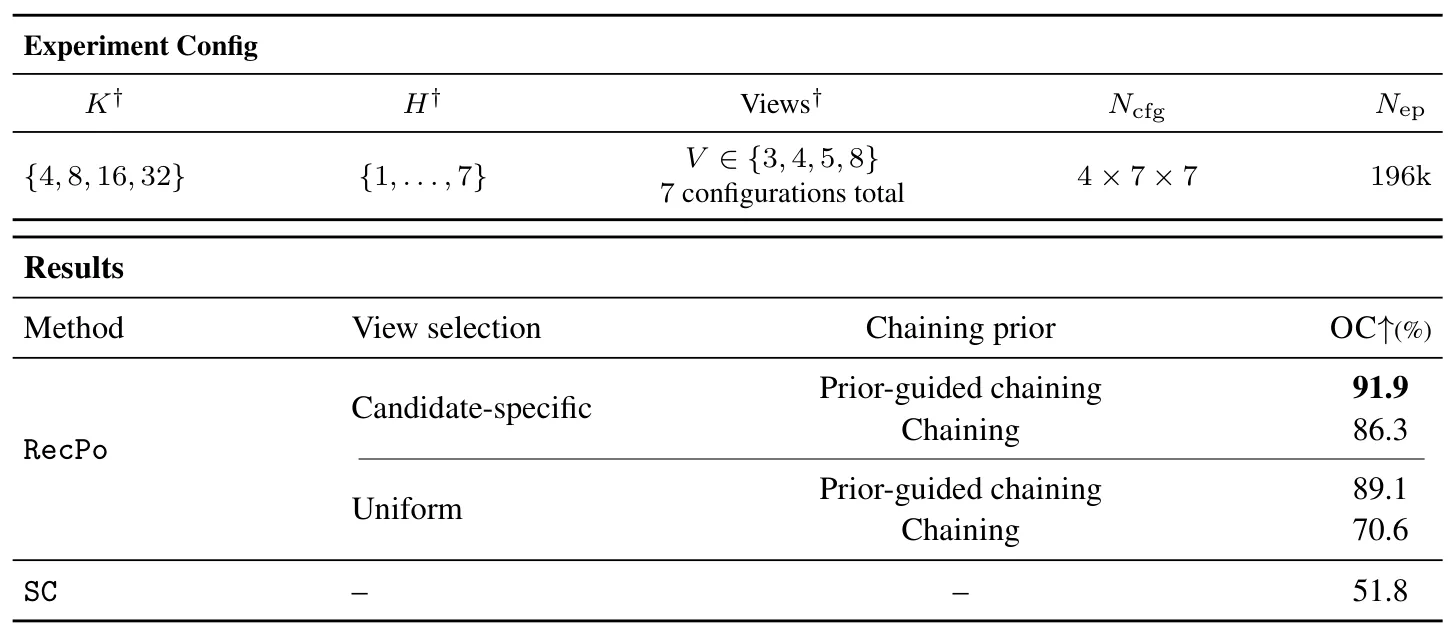 Experiment Config
K† H† Views† N_cfg N_ep
{4, 8, 16, 32} {1, . . . , 7} V ∈ {3, 4, 5, 8} 4 × 7 × 7 196k
7 configurations total
Results
Method View selection Chaining prior OC↑(%)
RecPo Candidate-specific Prior-guided chaining 91.9
Chaining 86.3
Uniform Prior-guided chaining 89.1
Chaining 70.6
SC – – 51.8